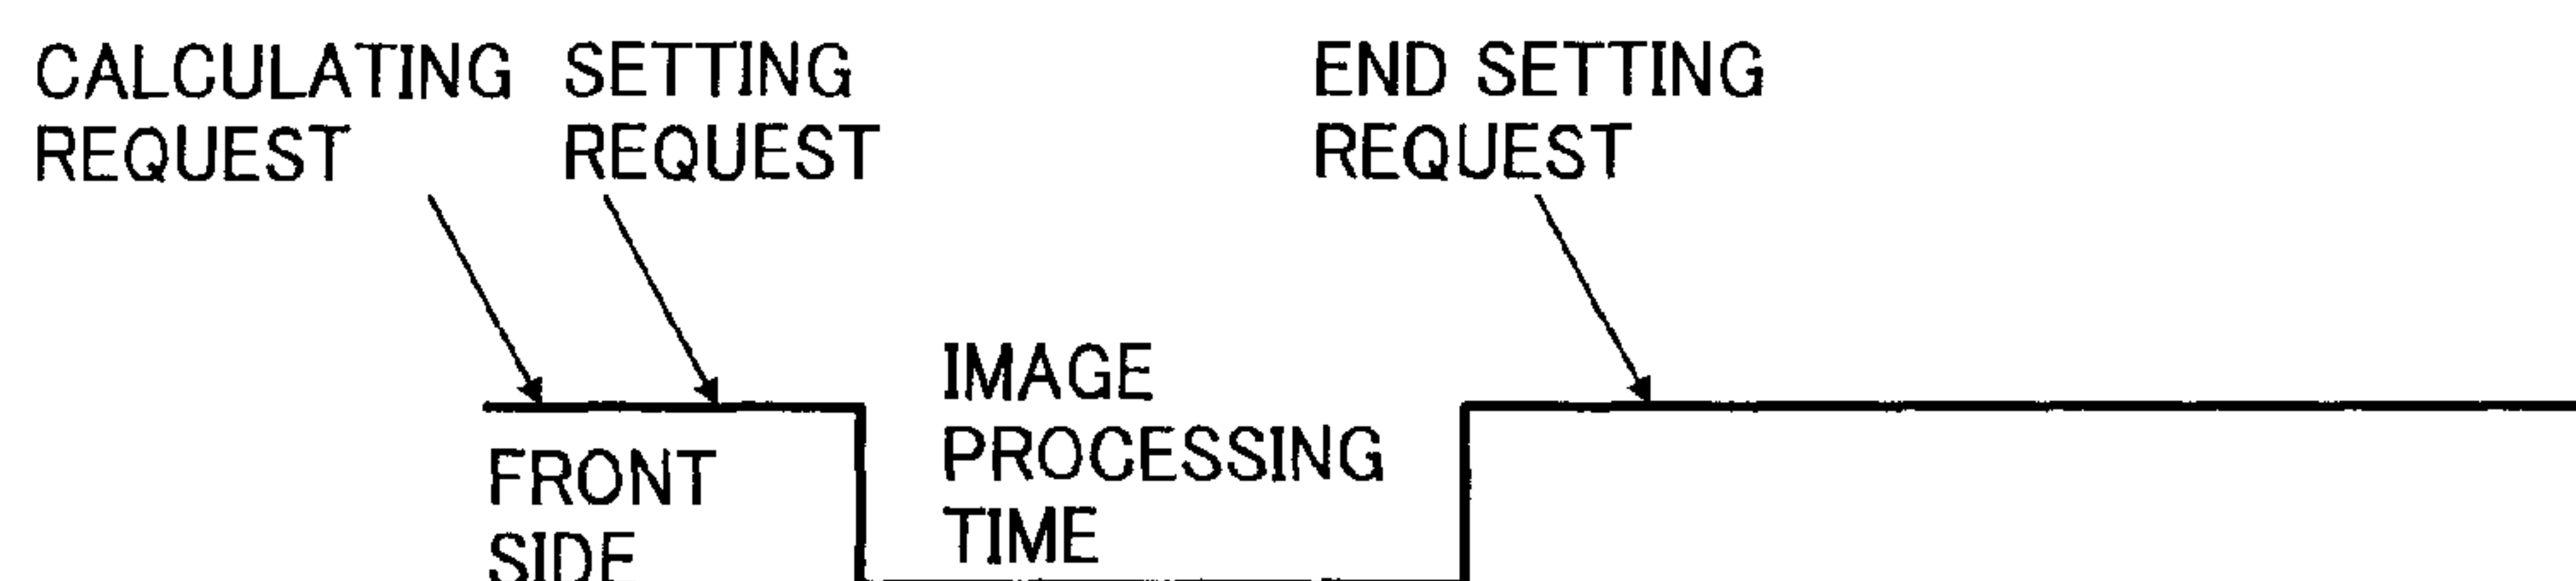 CALCULATING
REQUEST
SETTING
REQUEST
END SETTING
REQUEST
IMAGE
PROCESSING
TIME
FRONT
SIDE